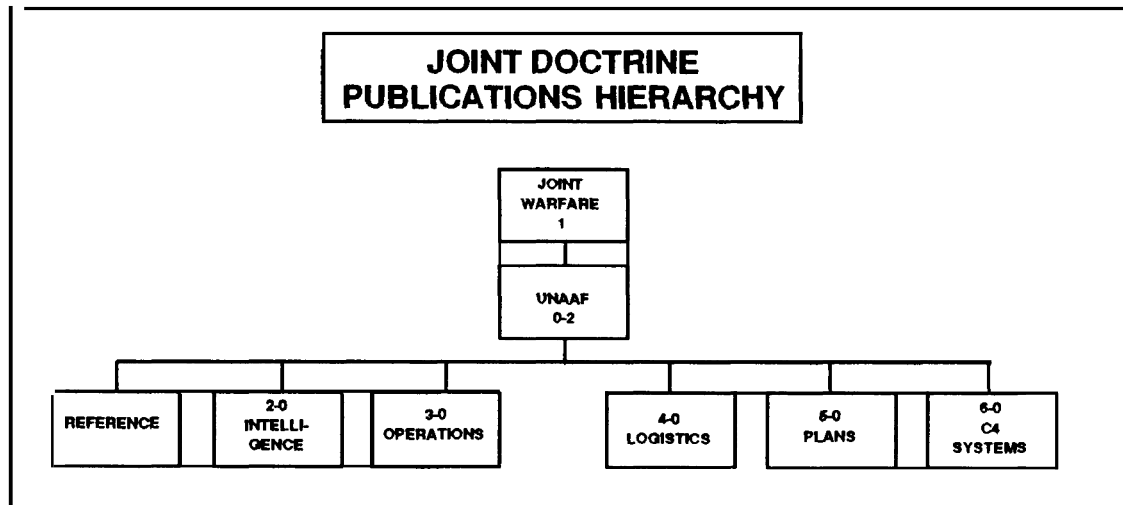 JOINT DOCTRINE
PUBLICATIONS HIERARCHY
JOINT
WARFARE
1
UNAAF
0-2
REFERENCE
2-0
INTELLI-
GENCE
3-0
OPERATIONS
4-0
LOGISTICS
5-0
PLANS
6-0
C4
SYSTEMS